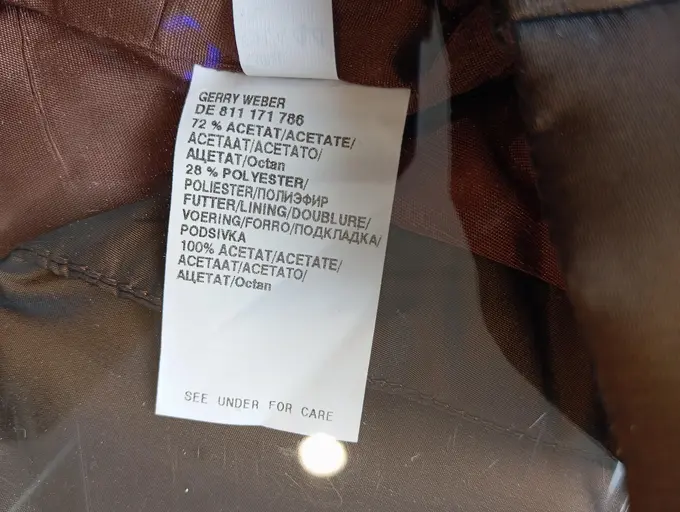 GERRY WEBER
DE 811 171 786
72 % ACETAT/ACETATE/
ACETAAT/ACETATO/
АЦЕТАТ/Octan
28 % POLYESTER/
POLIESTER/ПОЛИЭФИР
FUTTER/LINING/DOUBLURE/
VOERING/FORRO/ПОДКЛАДКА/
PODSIVKA
100% ACETAT/ACETATE/
ACETAAT/ACETATO/
АЦЕТАТ/Octan
SEE UNDER FOR CARE